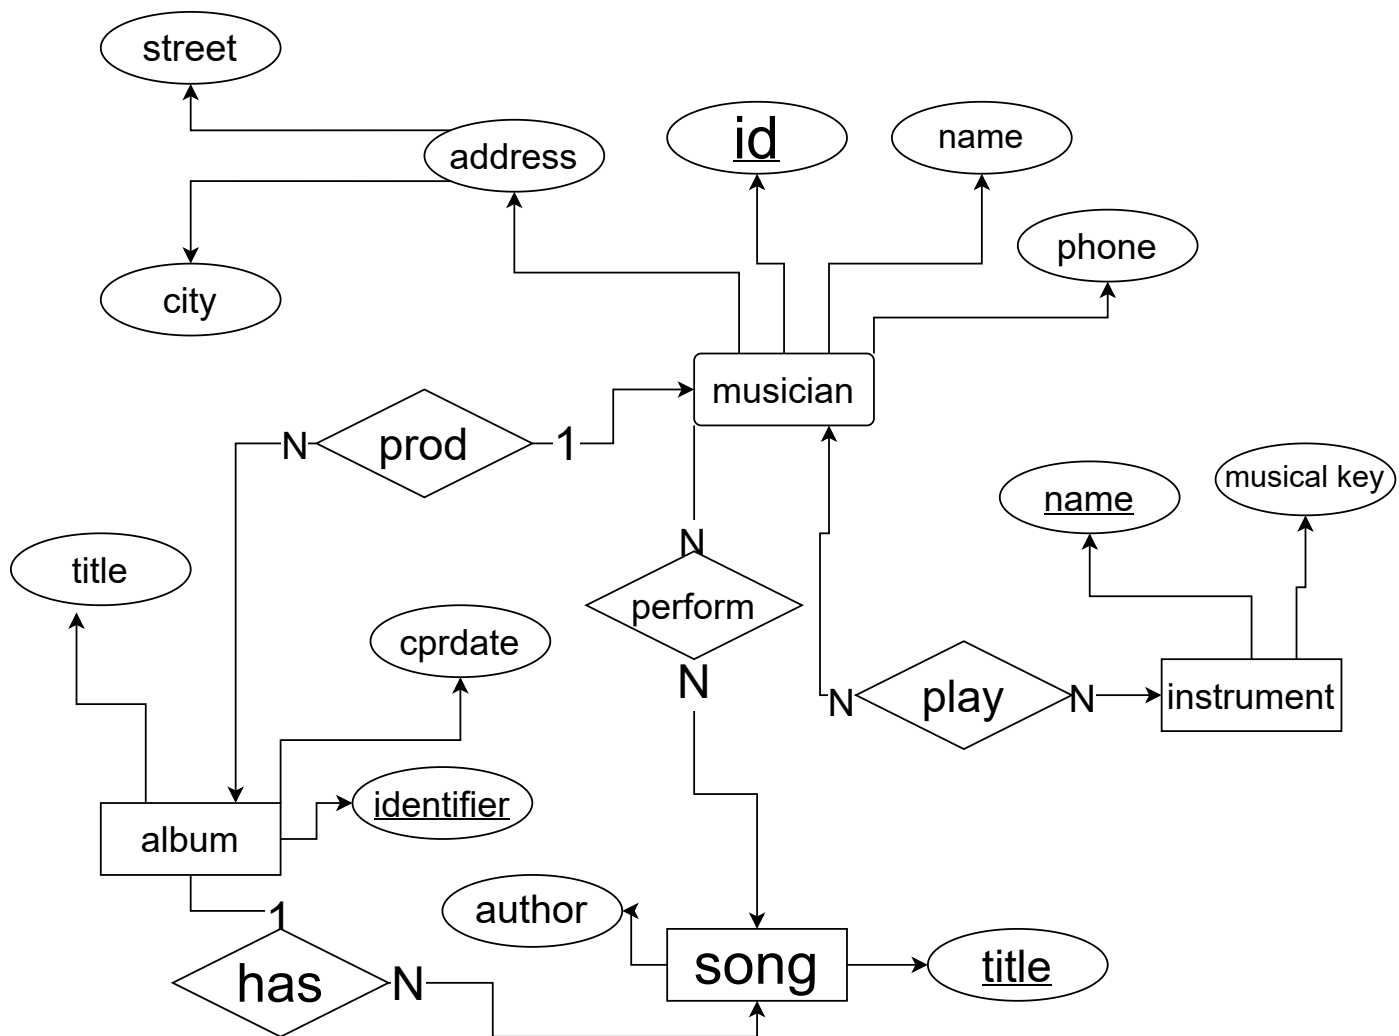 street
address
id
name
phone
city
musician
N
prod
1
musical key
name
title
N
perform
cprdate
N
N
play
N
instrument
identifier
album
1
author
song
title
has
N